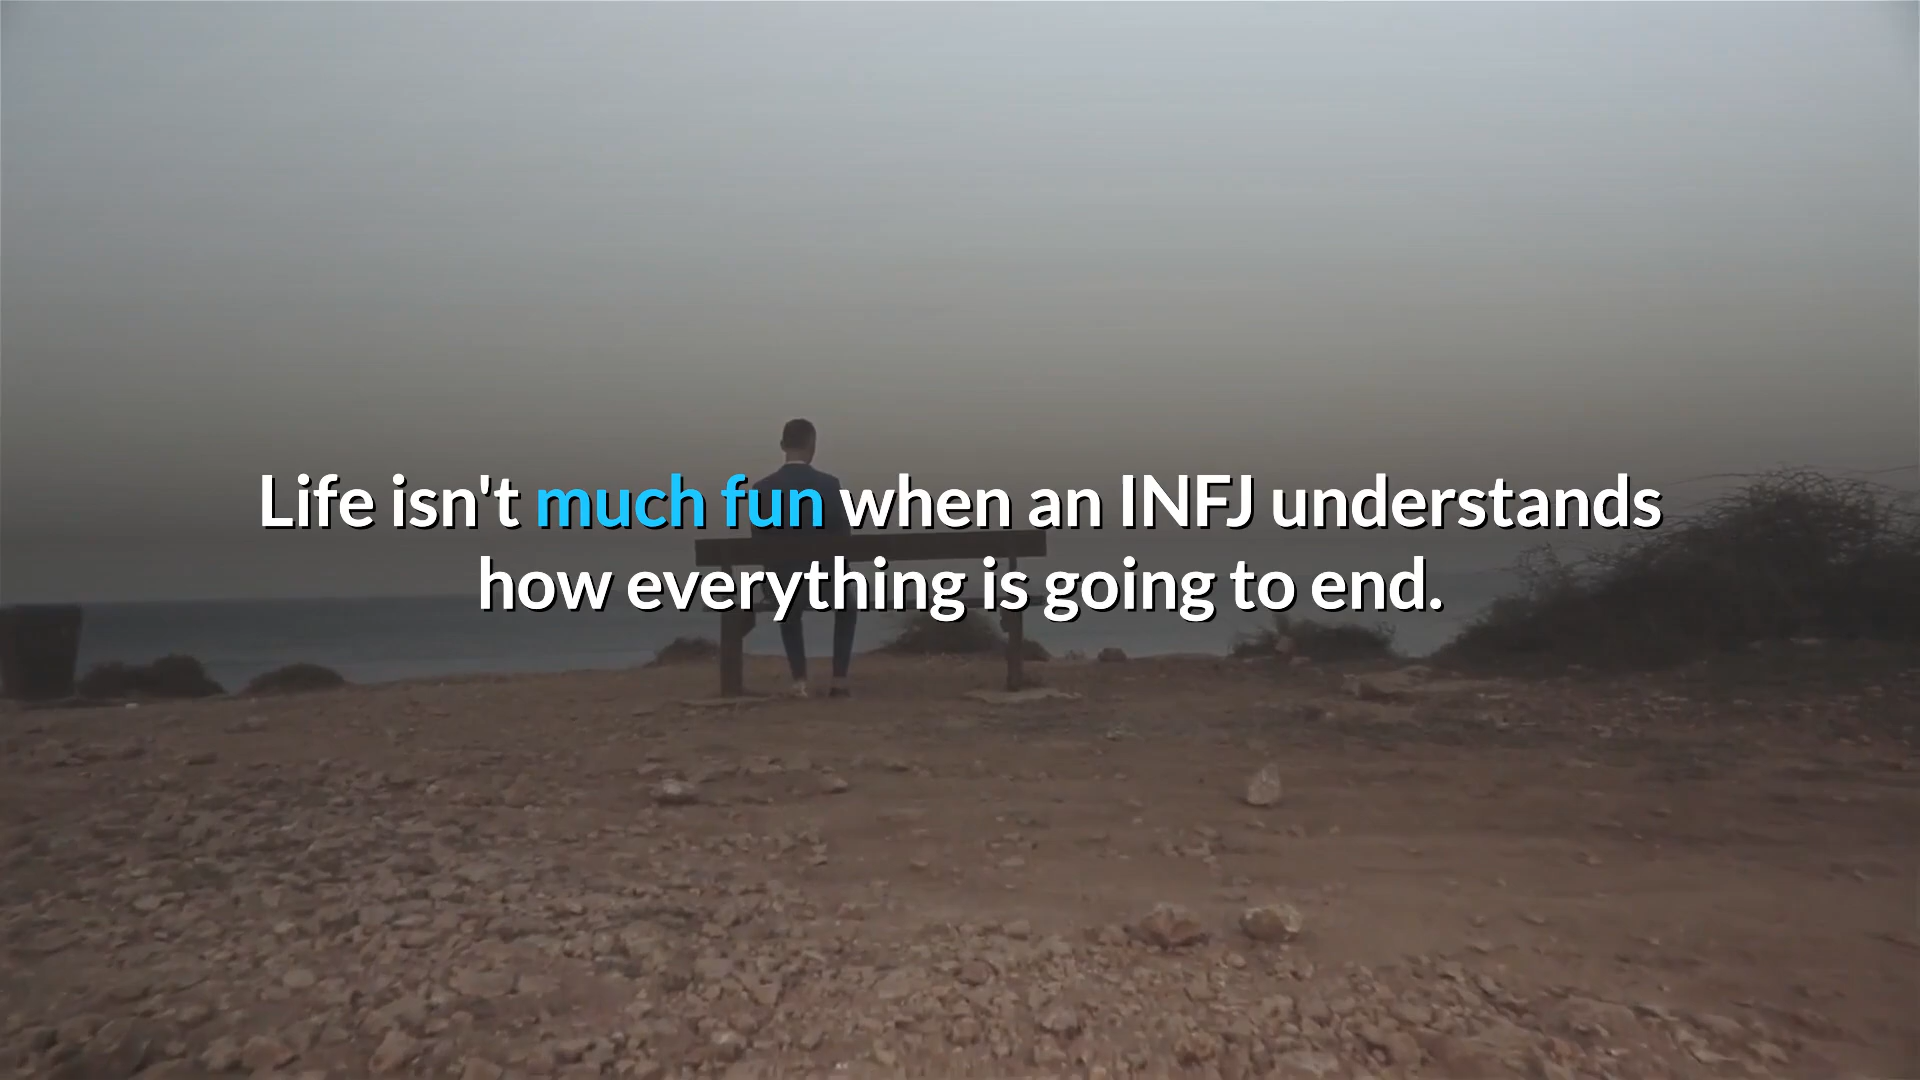 Life isn't much fun when an INFJ understands
how everything is going to end.